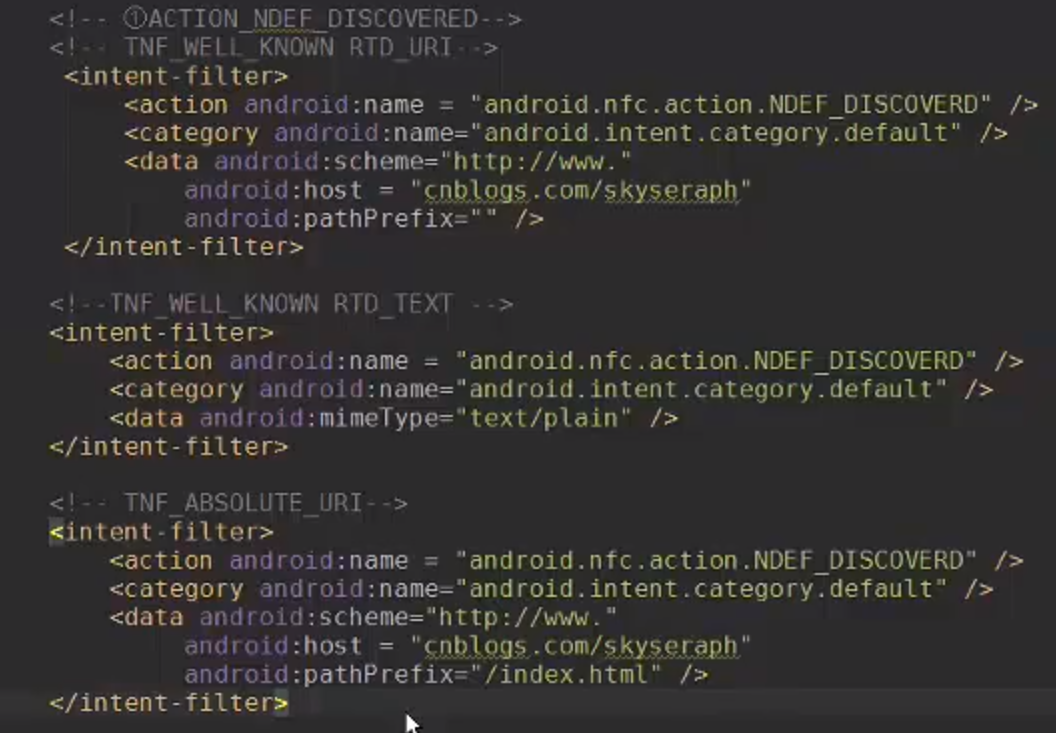 <!-- ①ACTION_NDEF_DISCOVERED-->
<!-- TNF_WELL_KNOWN RTD_URI-->
<intent-filter>
<action android:name = "android.nfc.action.NDEF_DISCOVERD" />
<category android:name="android.intent.category.default" />
<data android:scheme="http://www."
android:host = "cnblogs.com/skyseraph"
android:pathPrefix="" />
</intent-filter>
<!--TNF_WELL_KNOWN RTD_TEXT -->
<intent-filter>
<action android:name = "android.nfc.action.NDEF_DISCOVERD" />
<category android:name="android.intent.category.default" />
<data android:mimeType="text/plain" />
</intent-filter>
<!-- TNF_ABSOLUTE_URI-->
<intent-filter>
<action android:name = "android.nfc.action.NDEF_DISCOVERD" />
<category android:name="android.intent.category.default" />
<data android:scheme="http://www."
android:host = "cnblogs.com/skyseraph"
android:pathPrefix="/index.html" />
</intent-filter>